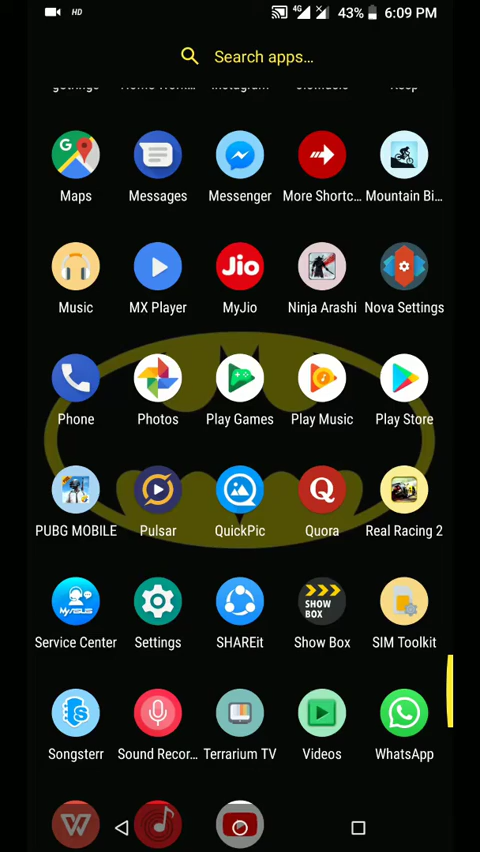 HD 4G 43% 6:09 PM
Search apps...
Instagram Keep
Maps Messages Messenger More Shortc... Mountain Bi...
Music MX Player MyJio Ninja Arashi Nova Settings
Jio
Phone Photos Play Games Play Music Play Store
PUBG MOBILE Pulsar QuickPic Quora Real Racing 2
SHOW
BOX
Service Center Settings SHAREit Show Box SIM Toolkit
Songsterr Sound Recor... Terrarium TV Videos WhatsApp